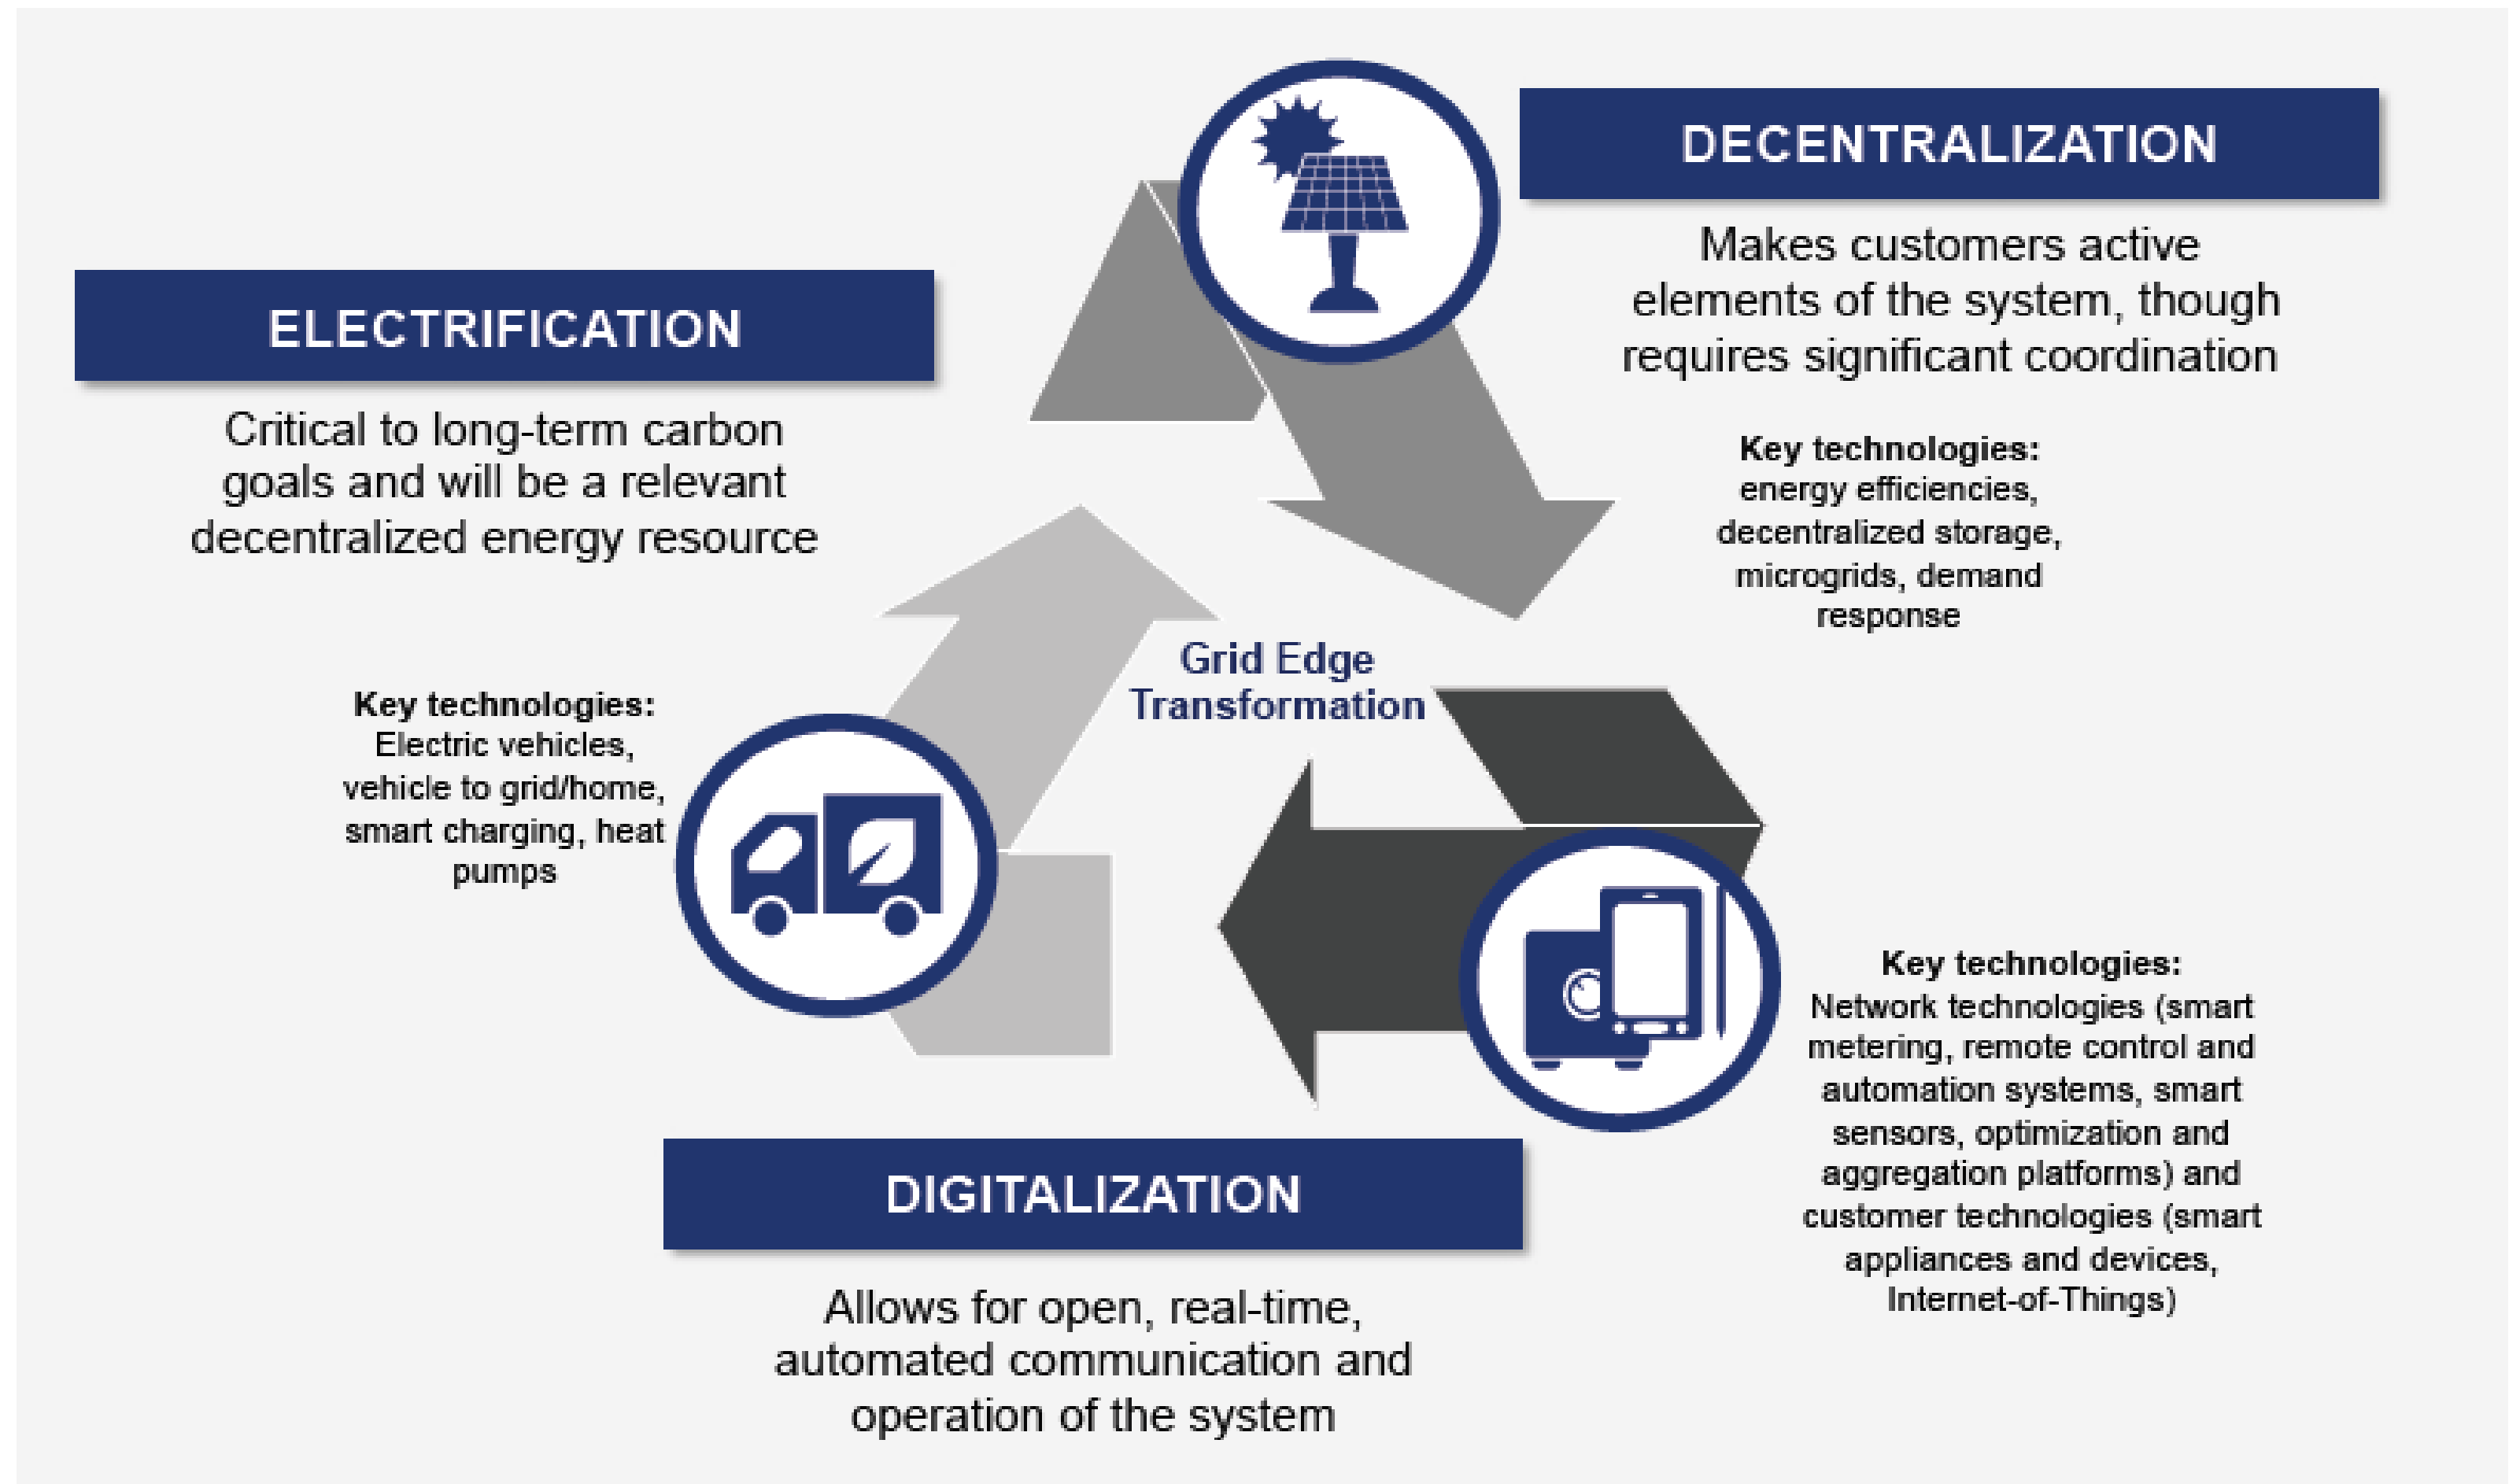 DECENTRALIZATION
Makes customers active
elements of the system, though
requires significant coordination
Key technologies:
energy efficiencies,
decentralized storage,
microgrids, demand
response
ELECTRIFICATION
Critical to long-term carbon
goals and will be a relevant
decentralized energy resource
Key technologies:
Electric vehicles,
vehicle to grid/home,
smart charging, heat
pumps
Grid Edge
Transformation
Key technologies:
Network technologies (smart
metering, remote control and
automation systems, smart
sensors, optimization and
aggregation platforms) and
customer technologies (smart
appliances and devices,
Internet-of-Things)
DIGITALIZATION
Allows for open, real-time,
automated communication and
operation of the system